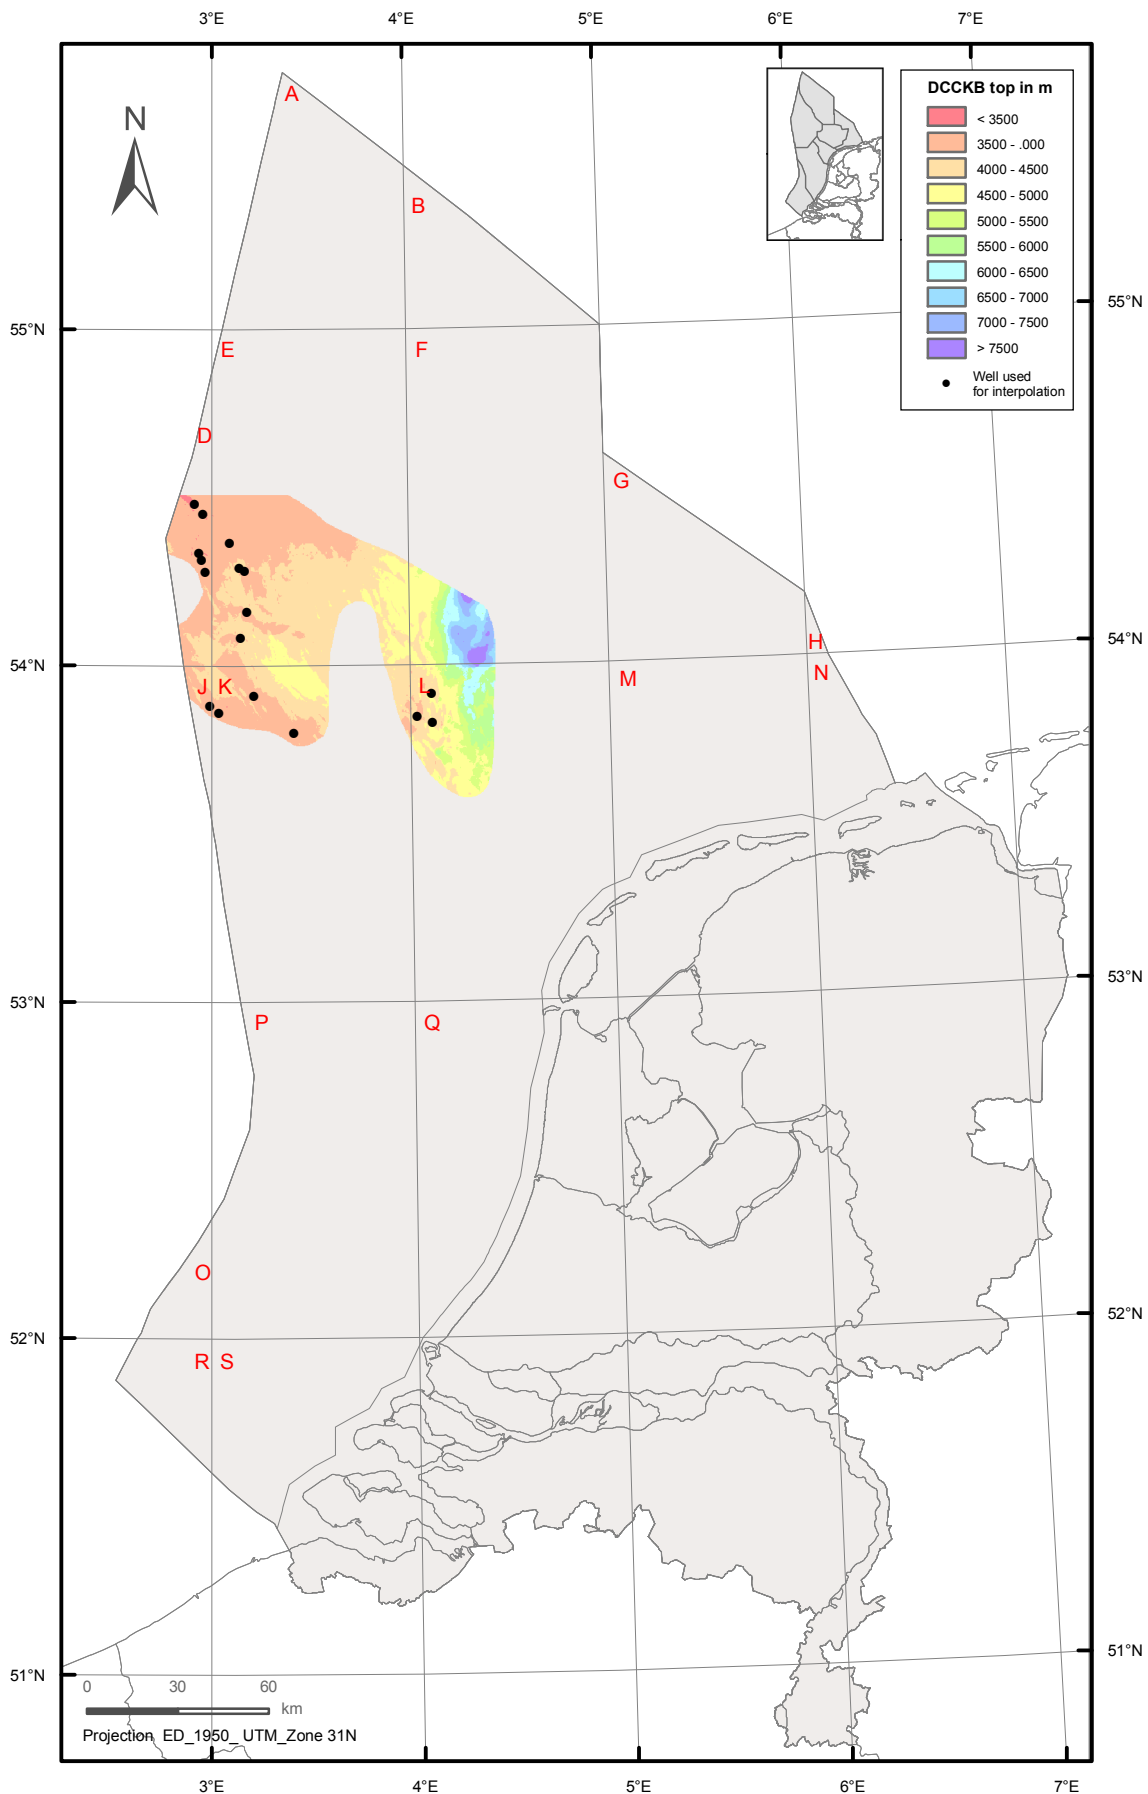 3°E 4°E 5°E 6°E 7°E
DCCKB top in m
< 3500
3500 - .000
4000 - 4500
4500 - 5000
5000 - 5500
5500 - 6000
6000 - 6500
6500 - 7000
7000 - 7500
> 7500
Well used
for interpolation
N
A
B
55°N
55°N
E F
D
G
54°N
54°N
H
J K L M N
53°N
53°N
P Q
O
52°N
52°N
R S
51°N
51°N
0 30 60
km
Projection ED_1950_ UTM_Zone 31N
3°E 4°E 5°E 6°E 7°E